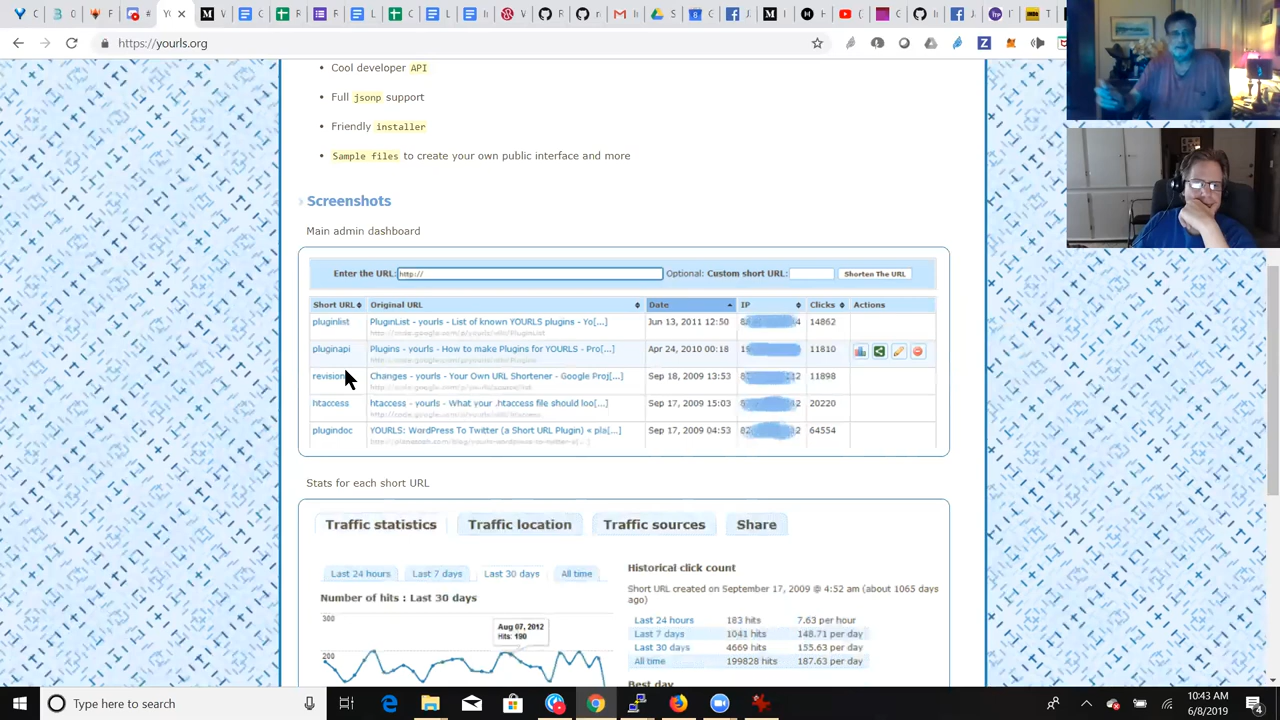 https://yourls.org
Cool developer API
Full jsonp support
Friendly installer
Sample files to create your own public interface and more
› Screenshots
Main admin dashboard
Enter the URL: http:// Optional: Custom short URL: Shorten The URL
Short URL Original URL Date IP Clicks Actions
pluginlist PluginList - yourls - List of known YOURLS plugins - Yo[...] Jun 13, 2011 12:50 14862
pluginapi Plugins - yourls - How to make Plugins for YOURLS - Pro[...] Apr 24, 2010 00:18 11810
revision Changes - yourls - Your Own URL Shortener - Google Proj[...] Sep 18, 2009 13:53 11898
htaccess htaccess - yourls - What your .htaccess file should loo[...] Sep 17, 2009 15:03 20220
plugindoc YOURLS: WordPress To Twitter (a Short URL Plugin) « pla[...] Sep 17, 2009 04:53 64554
Stats for each short URL
Traffic statistics Traffic location Traffic sources Share
Last 24 hours Last 7 days Last 30 days All time
Number of hits : Last 30 days
300
200
Aug 07, 2012
Hits: 190
Historical click count
Short URL created on September 17, 2009 @ 4:52 am (about 1065 days
ago)
Last 24 hours 183 hits 7.63 per hour
Last 7 days 1041 hits 148.71 per day
Last 30 days 4669 hits 155.63 per day
All time 199828 hits 187.63 per day
Best day
Type here to search
10:43 AM
6/8/2019